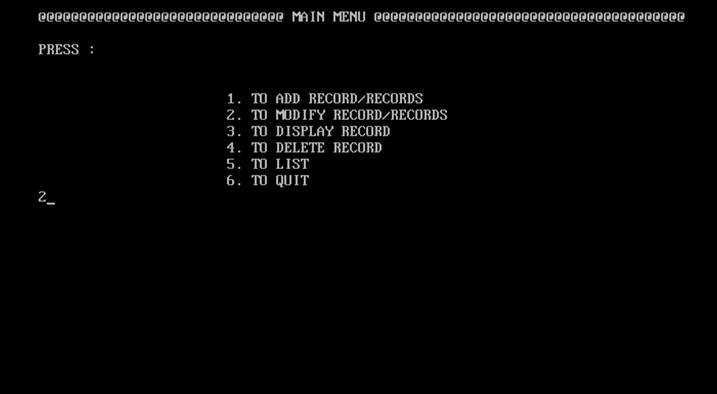 @@@@@@@@@@@@@@@@@@@@@@@@@@@@@@ MAIN MENU @@@@@@@@@@@@@@@@@@@@@@@@@@@@@@@@@@@@@@
PRESS :
1. TO ADD RECORD/RECORDS
2. TO MODIFY RECORD/RECORDS
3. TO DISPLAY RECORD
4. TO DELETE RECORD
5. TO LIST
6. TO QUIT
2_